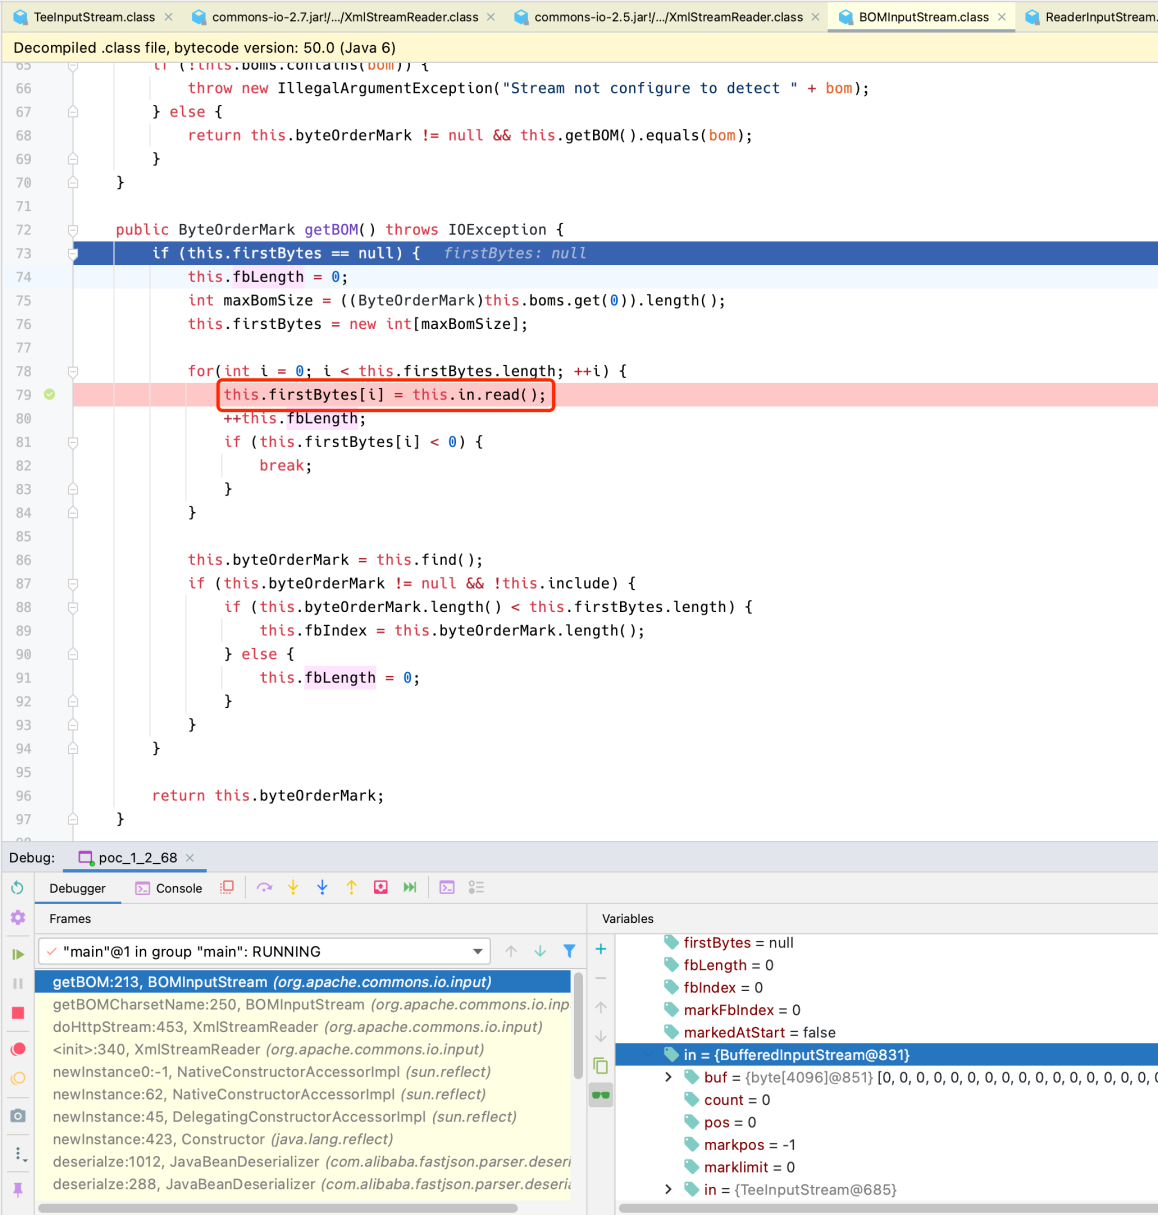 TeeInputStream.class
commons-io-2.7.jar!/.../XmlStreamReader.class
commons-io-2.5.jar!/.../XmlStreamReader.class
BOMInputStream.class
ReaderInputStream.
Decompiled .class file, bytecode version: 50.0 (Java 6)
65 if (!this.boms.contains(bom)) {
66 throw new IllegalArgumentException("Stream not configure to detect " + bom);
67 } else {
68 return this.byteOrderMark != null && this.getBOM().equals(bom);
69 }
70 }
71
72 public ByteOrderMark getBOM() throws IOException {
73 if (this.firstBytes == null) { firstBytes: null
74 this.fbLength = 0;
75 int maxBomSize = ((ByteOrderMark)this.boms.get(0)).length();
76 this.firstBytes = new int[maxBomSize];
77
78 for(int i = 0; i < this.firstBytes.length; ++i) {
79 this.firstBytes[i] = this.in.read();
80 ++this.fbLength;
81 if (this.firstBytes[i] < 0) {
82 break;
83 }
84 }
85
86 this.byteOrderMark = this.find();
87 if (this.byteOrderMark != null && !this.include) {
88 if (this.byteOrderMark.length() < this.firstBytes.length) {
89 this.fbIndex = this.byteOrderMark.length();
90 } else {
91 this.fbLength = 0;
92 }
93 }
94 }
95
96 return this.byteOrderMark;
97 }
Debug: poc_1_2_68
Debugger Console
Frames
"main"@1 in group "main": RUNNING
getBOM:213, BOMInputStream (org.apache.commons.io.input)
getBOMCharsetName:250, BOMInputStream (org.apache.commons.io.inp
doHttpStream:453, XmlStreamReader (org.apache.commons.io.input)
<init>:340, XmlStreamReader (org.apache.commons.io.input)
newInstance0:-1, NativeConstructorAccessorImpl (sun.reflect)
newInstance:62, NativeConstructorAccessorImpl (sun.reflect)
newInstance:45, DelegatingConstructorAccessorImpl (sun.reflect)
newInstance:423, Constructor (java.lang.reflect)
deserialze:1012, JavaBeanDeserializer (com.alibaba.fastjson.parser.deseri
deserialze:288, JavaBeanDeserializer (com.alibaba.fastjson.parser.deseria
Variables
firstBytes = null
fbLength = 0
fbIndex = 0
markFbIndex = 0
markedAtStart = false
in = {BufferedInputStream@831}
buf = {byte[4096]@851} [0, 0, 0, 0, 0, 0, 0, 0, 0, 0, 0, 0, 0, 0, 0, 0,
count = 0
pos = 0
markpos = -1
marklimit = 0
in = {TeeInputStream@685}